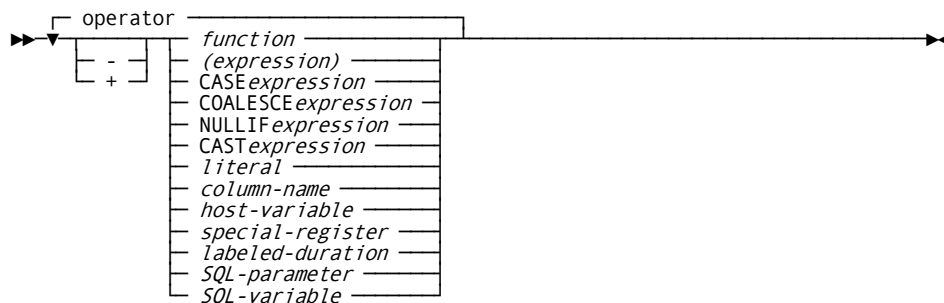 operator
function
-
(expression)
+
CASEexpression
COALESCEexpression
NULLIFexpression
CASTexpression
literal
column-name
host-variable
special-register
labeled-duration
SQL-parameter
SQL-variable